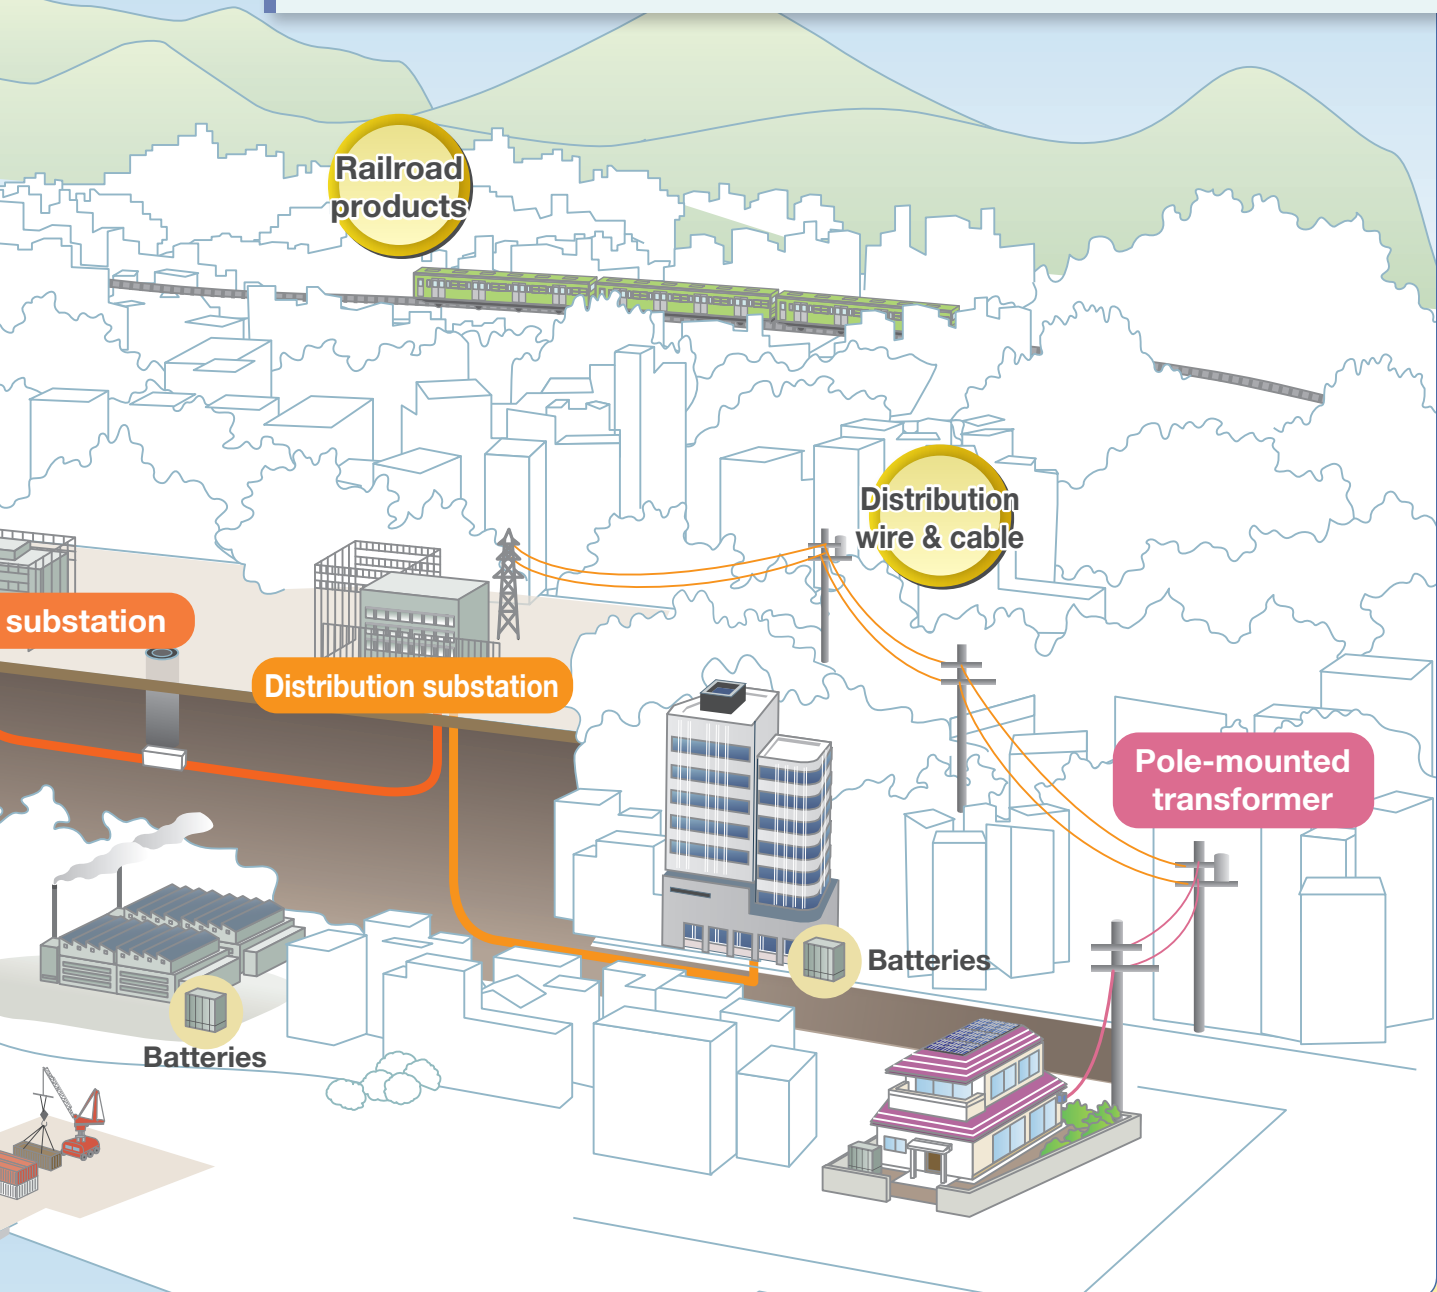 Railroad
products
Distribution
wire & cable
substation
Distribution substation
Pole-mounted
transformer
Batteries
Batteries